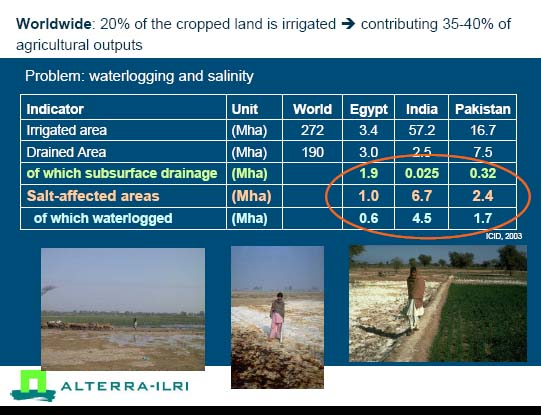 Worldwide: 20% of the cropped land is irrigated ➔ contributing 35-40% of
agricultural outputs
Problem: waterlogging and salinity
Indicator Unit World Egypt India Pakistan
Irrigated area (Mha) 272 3.4 57.2 16.7
Drained Area (Mha) 190 3.0 2.5 7.5
of which subsurface drainage (Mha) 1.9 0.025 0.32
Salt-affected areas (Mha) 1.0 6.7 2.4
of which waterlogged (Mha) 0.6 4.5 1.7
ICID, 2003
ALTERRA-ILRI